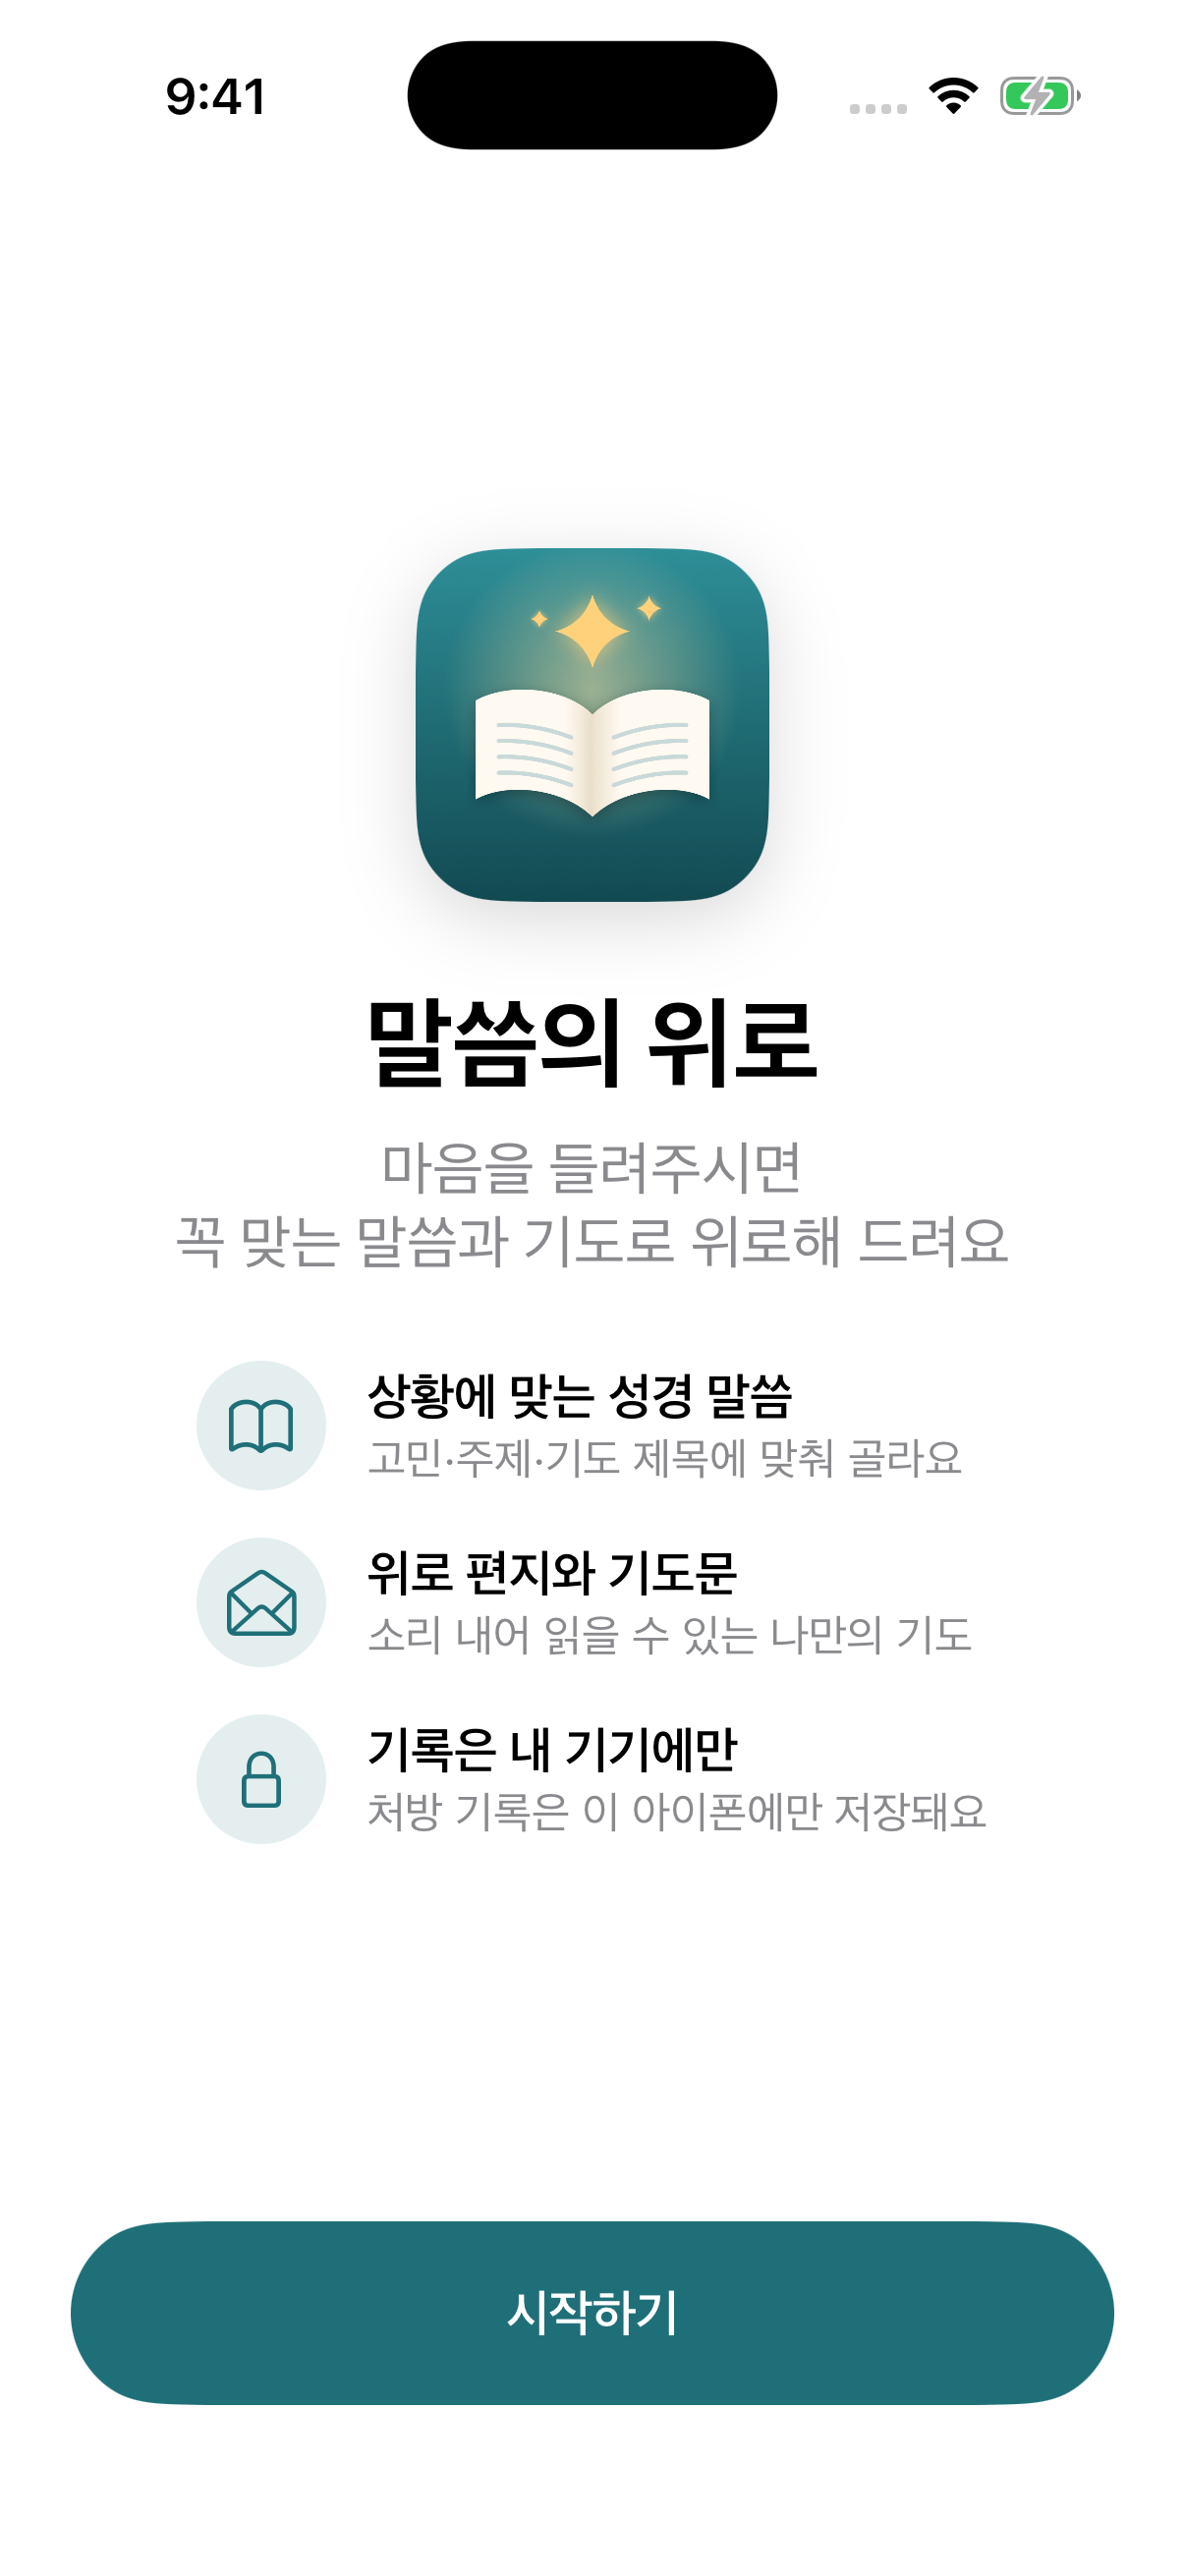 9:41
말씀의 위로
마음을 들려주시면
꼭 맞는 말씀과 기도로 위로해 드려요
상황에 맞는 성경 말씀
고민·주제·기도 제목에 맞춰 골라요
위로 편지와 기도문
소리 내어 읽을 수 있는 나만의 기도
기록은 내 기기에만
처방 기록은 이 아이폰에만 저장돼요
시작하기